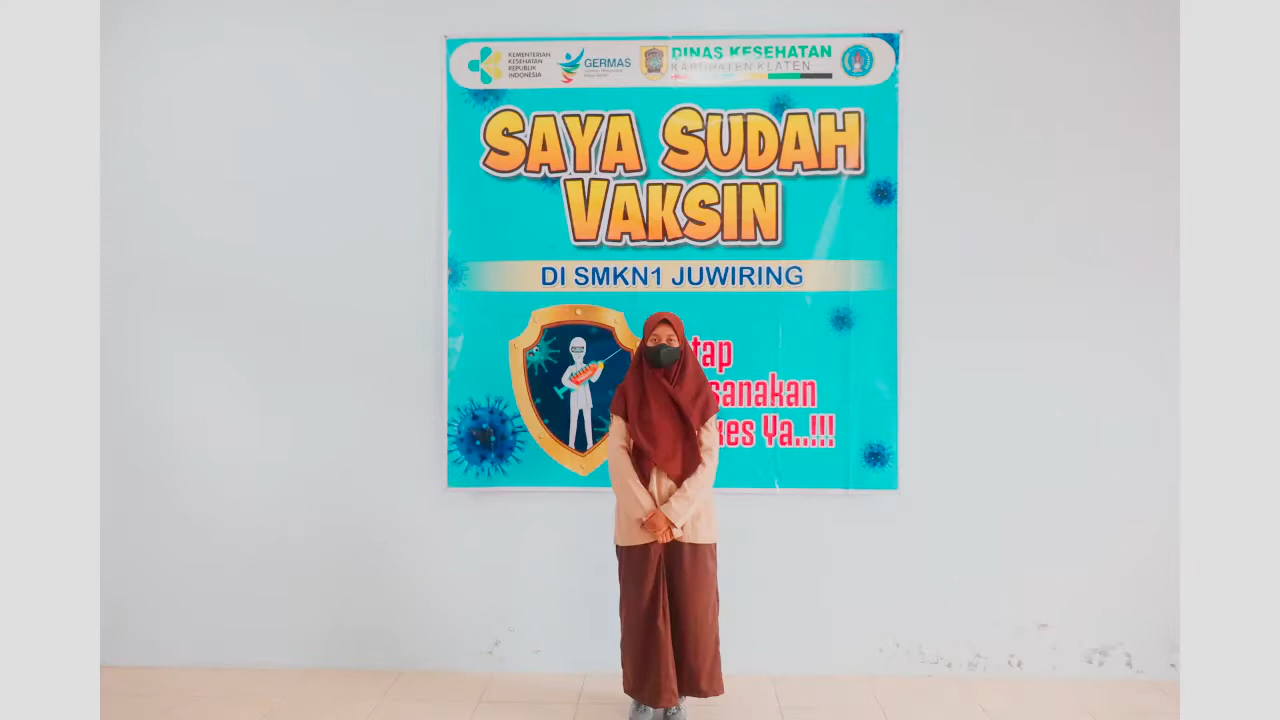 KEMENTERIAN
KESEHATAN
REPUBLIK
INDONESIA
GERMAS
DINAS KESEHATAN
KABUPATEN KLATEN
SAYA SUDAH
VAKSIN
DI SMKN1 JUWIRING
tap
sanakan
kes Ya..!!!